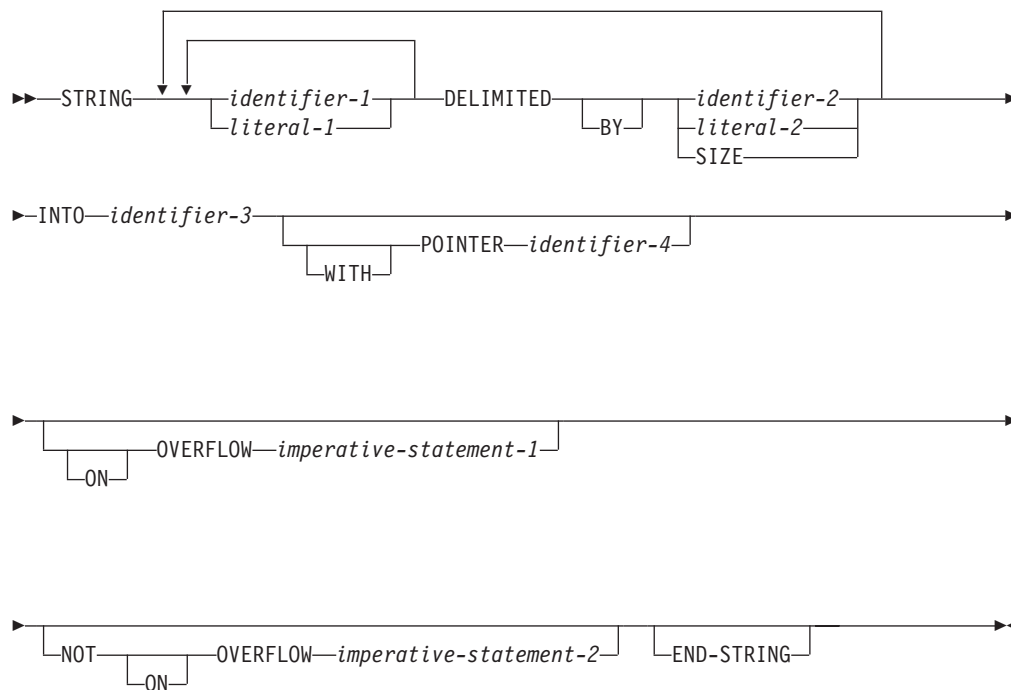 STRING identifier-1 DELIMITED identifier-2
literal-1 BY literal-2
SIZE
INTO identifier-3
POINTER identifier-4
WITH
OVERFLOW imperative-statement-1
ON
NOT OVERFLOW imperative-statement-2 END-STRING
ON